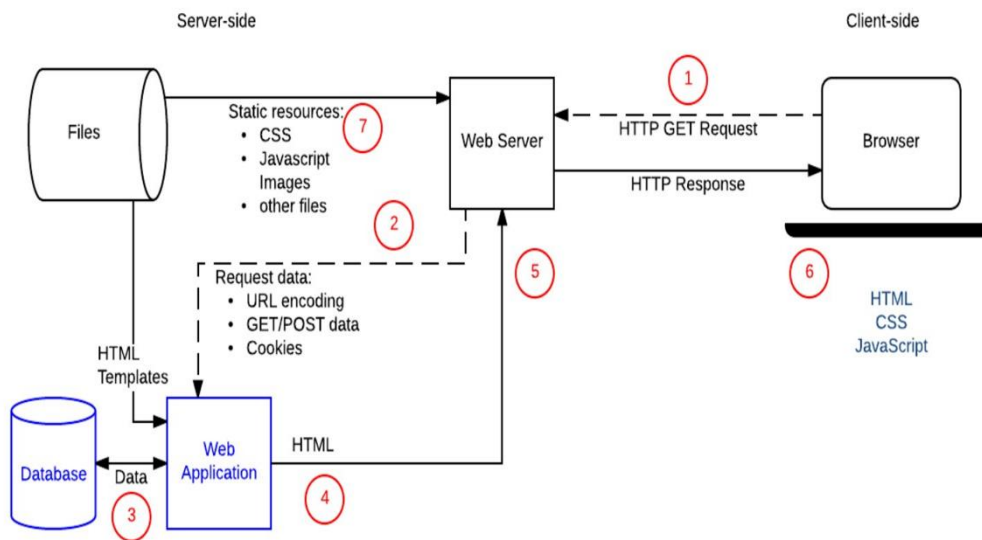 Server-side
Client-side
Files
Static resources:
• CSS
• Javascript
Images
• other files
7
Web Server
1
HTTP GET Request
HTTP Response
Browser
2
Request data:
• URL encoding
• GET/POST data
• Cookies
5
6
HTML
CSS
JavaScript
HTML
Templates
Database
Data
3
Web
Application
HTML
4